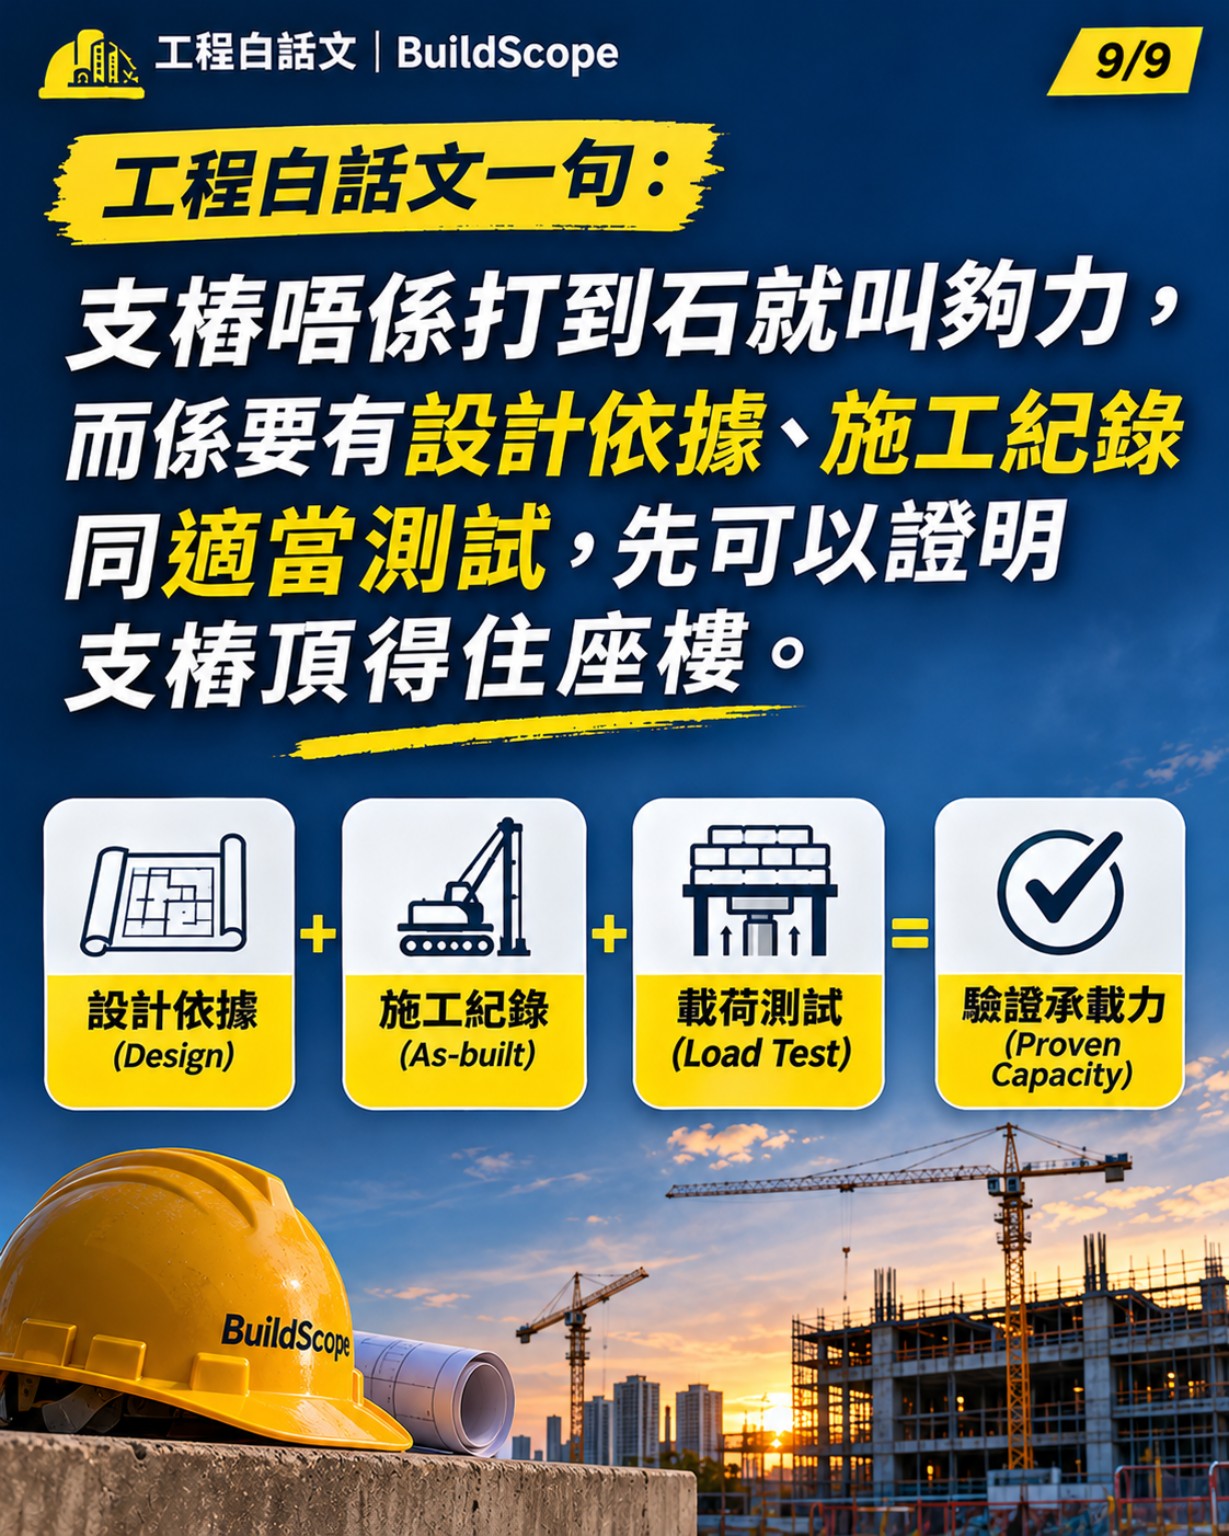 工程白話文｜BuildScope
9/9
工程白話文一句：
支樁唔係打到石就叫夠力，
而係要有設計依據、施工紀錄
同適當測試，先可以證明
支樁頂得住座樓。
+
+
=
設計依據
(Design)
施工紀錄
(As-built)
載荷測試
(Load Test)
驗證承載力
(Proven
Capacity)
BuildScope